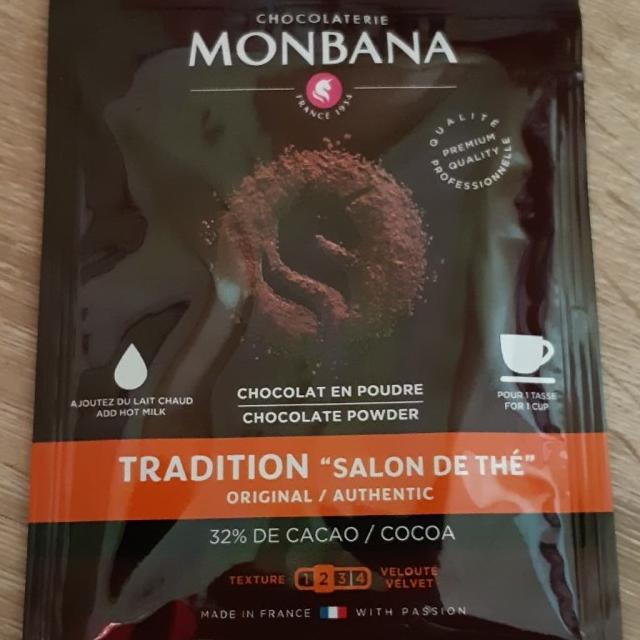 CHOCOLATERIE
MONBANA
FRANCE 1934
QUALITÉ
PREMIUM
QUALITY
PROFESSIONNELLE
AJOUTEZ DU LAIT CHAUD
ADD HOT MILK
CHOCOLAT EN POUDRE
CHOCOLATE POWDER
POUR 1 TASSE
FOR 1 CUP
TRADITION "SALON DE THÉ"
ORIGINAL / AUTHENTIC
32% DE CACAO / COCOA
TEXTURE 1 2 3 4 VELOUTÉ
VELVET
MADE IN FRANCE WITH PASSION